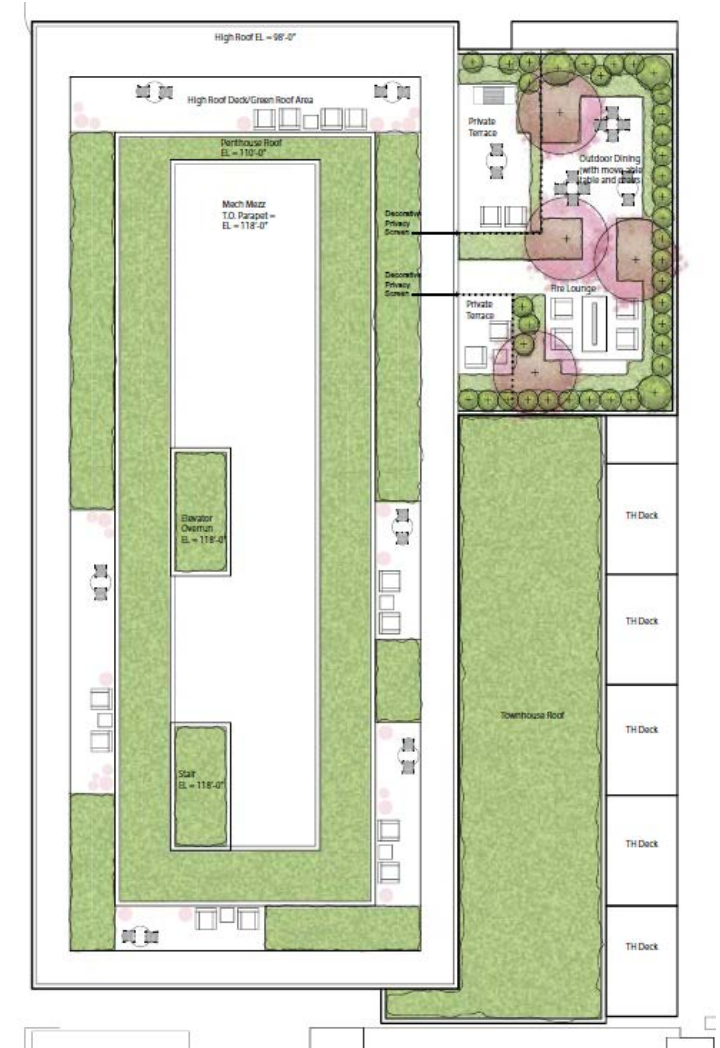 High Roof EL = 98'-0"
High Roof Deck/Green Roof Area
Penthouse Roof
EL = 110'-0"
Mech Mezz
T.O. Parapet =
EL = 118'-0"
Private
Terrace
Outdoor Dining
(with move able
table and chairs
Decorative
Privacy
Screen
Decorative
Privacy
Screen
Fire Lounge
Private
Terrace
Elevator
Overrun
EL = 118'-0"
TH Deck
TH Deck
Townhouse Roof
TH Deck
Stair
EL = 118'-0"
TH Deck
TH Deck